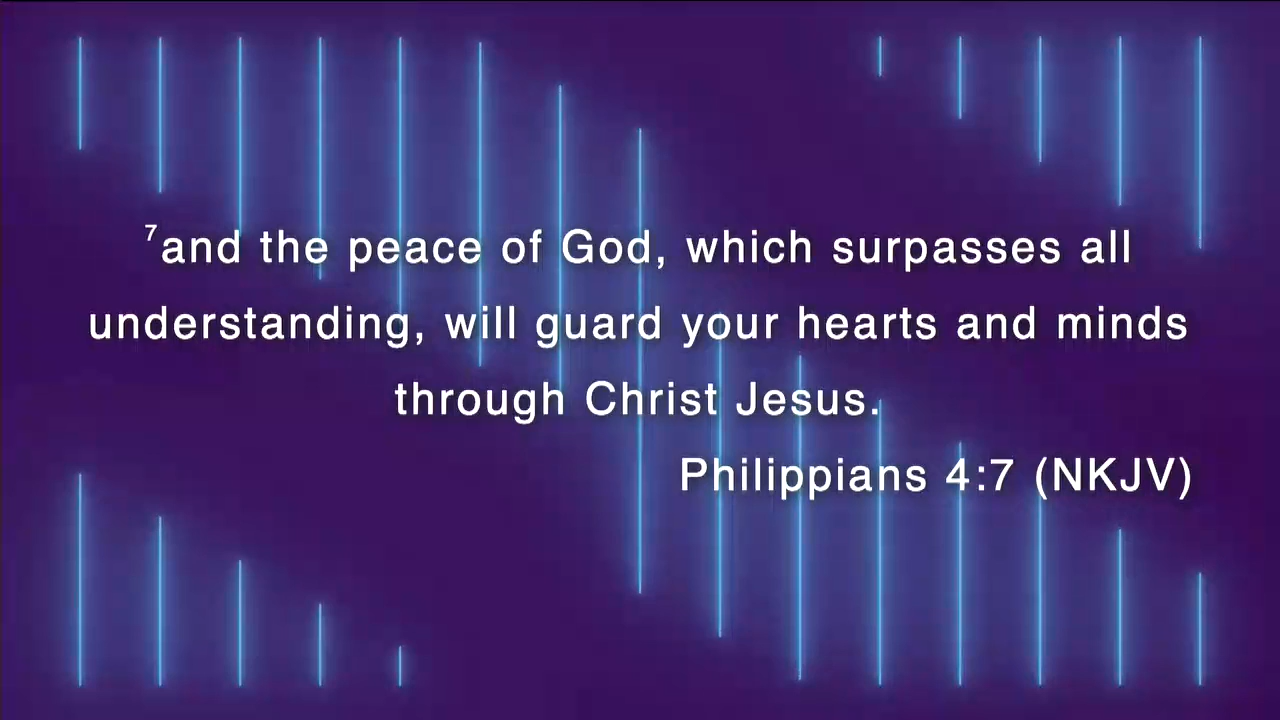 ⁷and the peace of God, which surpasses all
understanding, will guard your hearts and minds
through Christ Jesus.
Philippians 4:7 (NKJV)